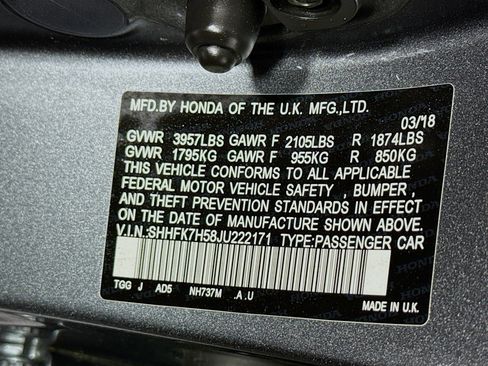 MFD.BY HONDA OF THE U.K. MFG.,LTD.
03/18
GVWR 3957LBS GAWR F 2105LBS R 1874LBS
GVWR 1795KG GAWR F 955KG R 850KG
THIS VEHICLE CONFORMS TO ALL APPLICABLE
FEDERAL MOTOR VEHICLE SAFETY , BUMPER ,
AND THEFT PREVENTION STANDARDS IN EFFECT
ON THE DATE OF MANUFACTURE SHOWN ABOVE.
V.I.N.:SHHFK7H58JU222171 TYPE:PASSENGER CAR
TGG J AD5 NH737M .A .U
MADE IN U.K.